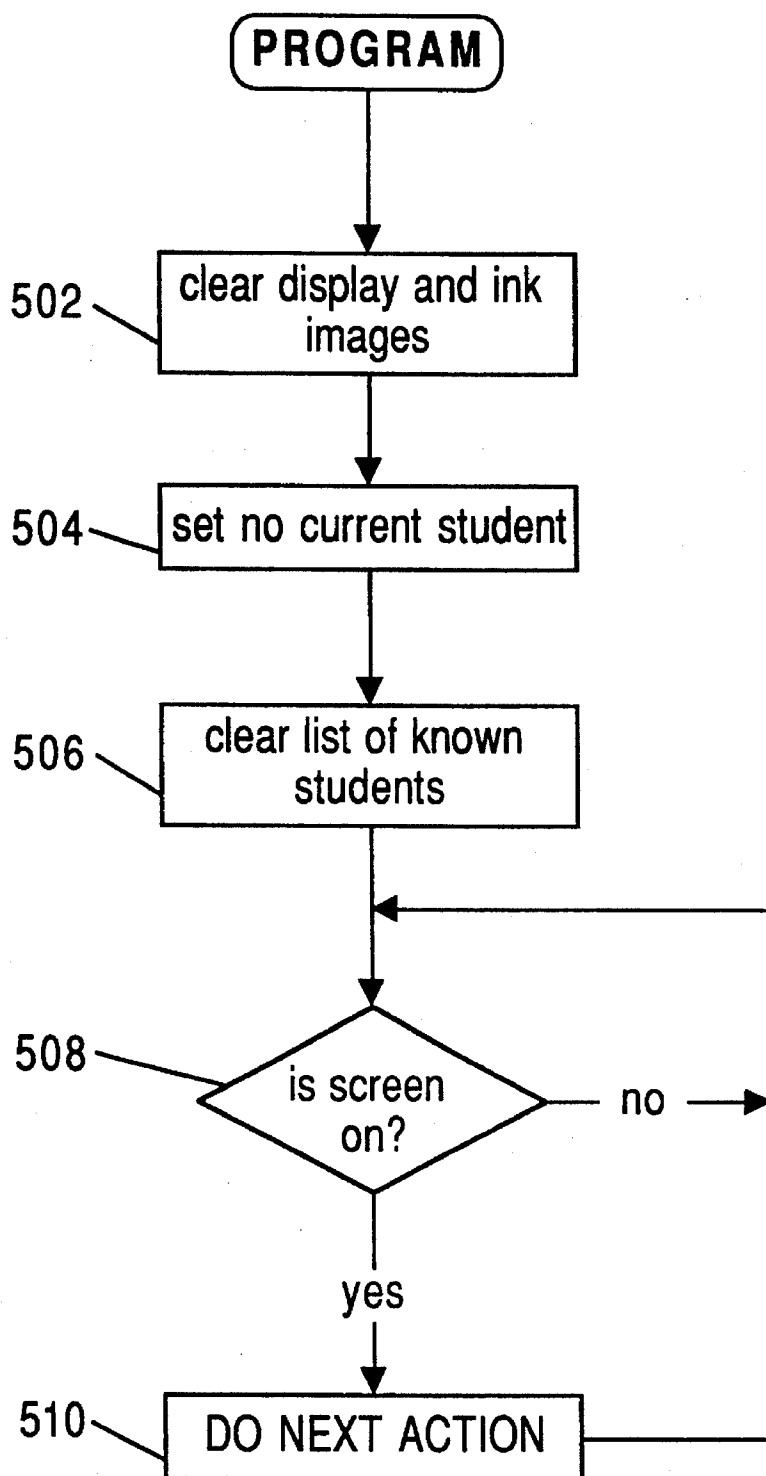 PROGRAM
502
clear display and ink
images
504
set no current student
506
clear list of known
students
508
is screen
on?
no
yes
510
DO NEXT ACTION